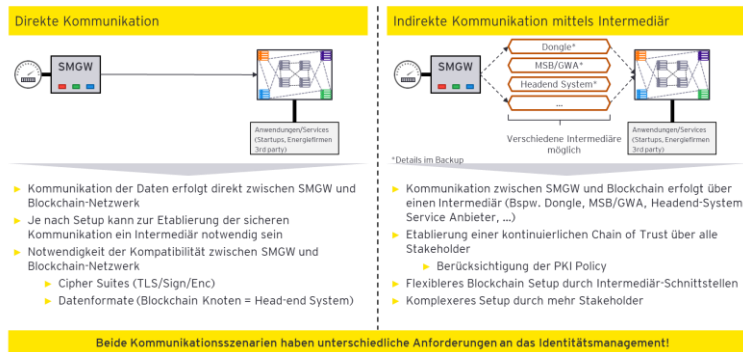 Direkte Kommunikation
SMGW
Anwendungen/Services
(Startups, Energiefirmen
3rd party)
Kommunikation der Daten erfolgt direkt zwischen SMGW und
Blockchain-Netzwerk
Je nach Setup kann zur Etablierung der sicheren
Kommunikation ein Intermediär notwendig sein
Notwendigkeit der Kompatibilität zwischen SMGW und
Blockchain-Netzwerk
Cipher Suites (TLS/Sign/Enc)
Datenformate (Blockchain Knoten = Head-end System)
Indirekte Kommunikation mittels Intermediär
SMGW
Dongle*
MSB/GWA*
Headend System*
...
Verschiedene Intermediäre
möglich
Anwendungen/Services
(Startups, Energiefirmen
3rd party)
*Details im Backup
Kommunikation zwischen SMGW und Blockchain erfolgt über
einen Intermediär (Bspw. Dongle, MSB/GWA, Headend-System
Service Anbieter, ...)
Etablierung einer kontinuierlichen Chain of Trust über alle
Stakeholder
Berücksichtigung der PKI Policy
Flexibleres Blockchain Setup durch Intermediär-Schnittstellen
Komplexeres Setup durch mehr Stakeholder
Beide Kommunikationsszenarien haben unterschiedliche Anforderungen an das Identitätsmanagement!